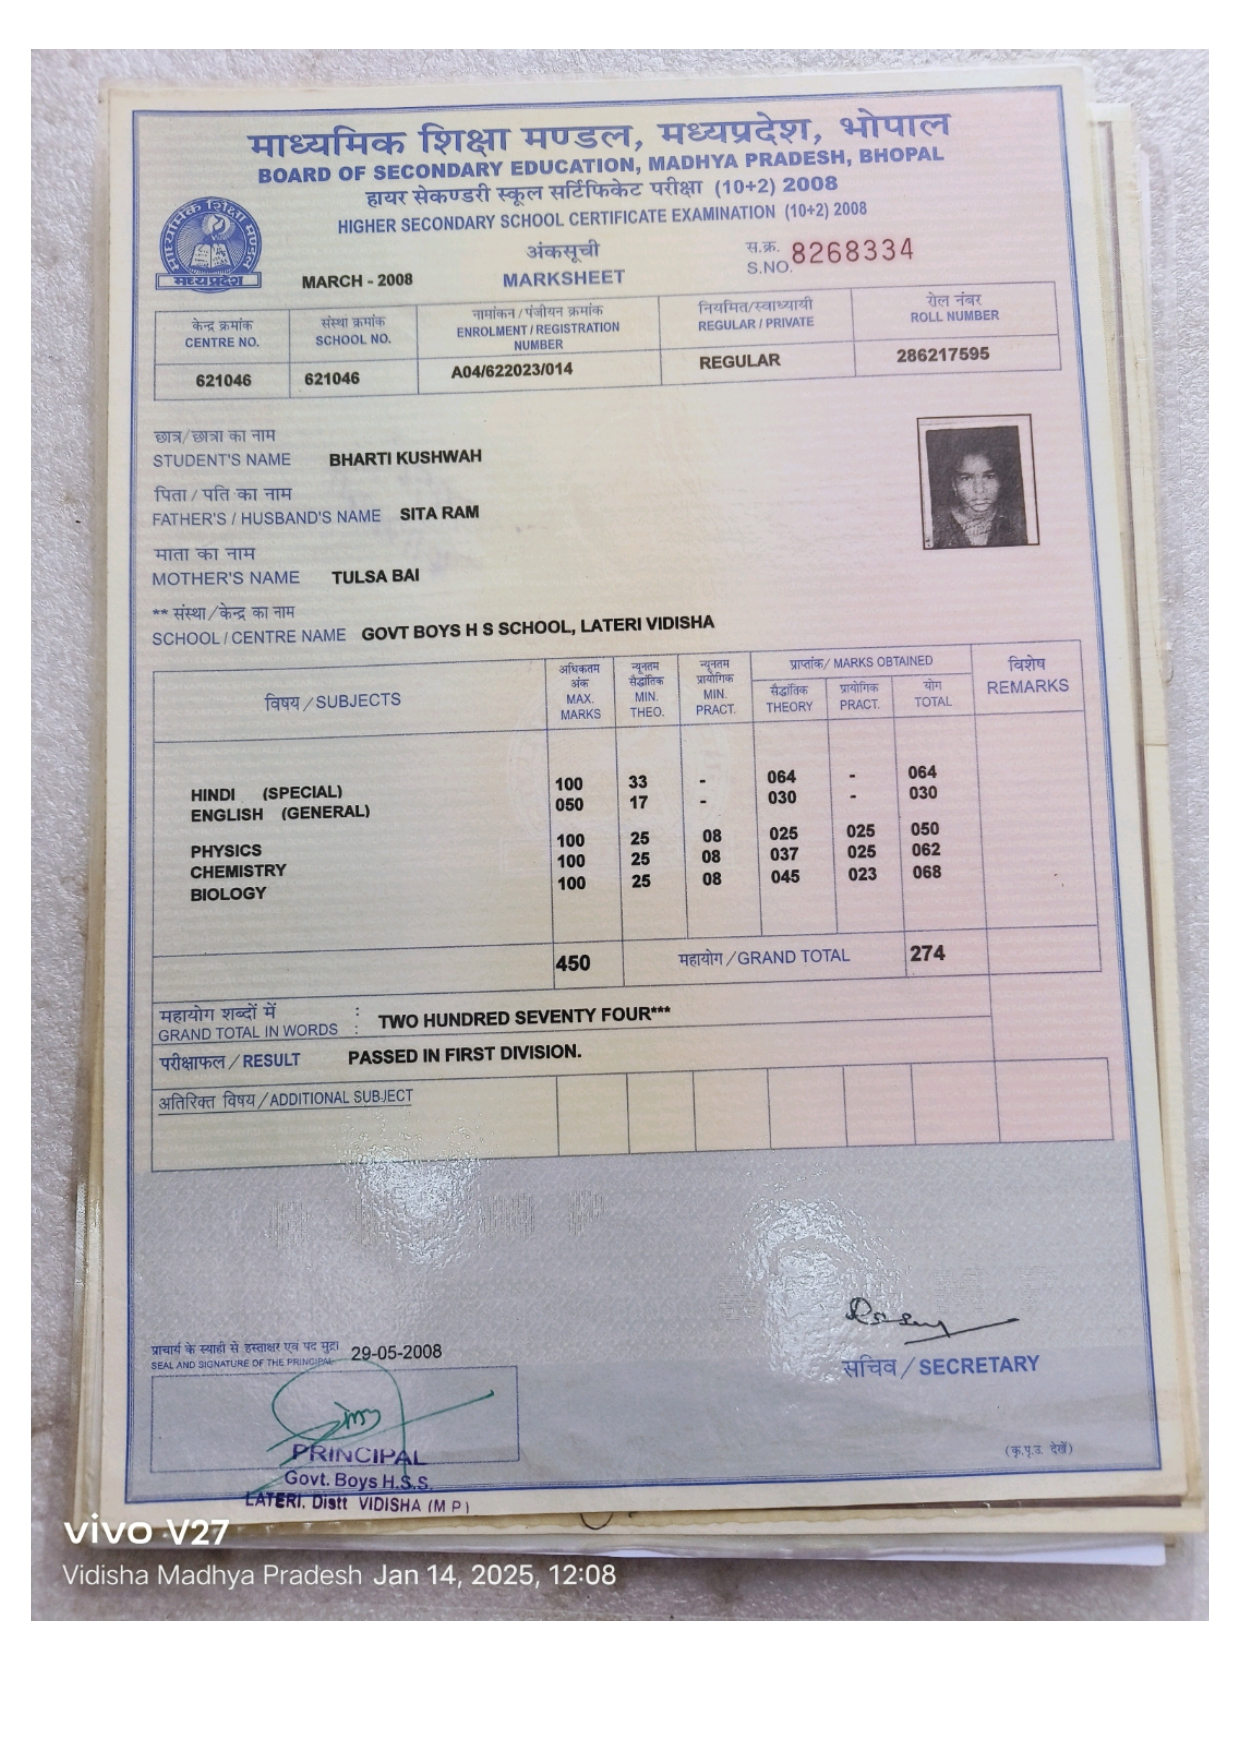 माध्यमिक शिक्षा मण्डल, मध्यप्रदेश, भोपाल
BOARD OF SECONDARY EDUCATION, MADHYA PRADESH, BHOPAL
हायर सेकण्डरी स्कूल सर्टिफिकेट परीक्षा (10+2) 2008
HIGHER SECONDARY SCHOOL CERTIFICATE EXAMINATION (10+2) 2008
माध्यमिक शिक्षा मण्डल
मध्यप्रदेश
अंकसूची
स.क्र.
S.NO. 8268334
MARCH - 2008 MARKSHEET
केन्द्र क्रमांक
CENTRE NO.
संस्था क्रमांक
SCHOOL NO.
नामांकन / पंजीयन क्रमांक
ENROLMENT / REGISTRATION
NUMBER
नियमित/स्वाध्यायी
REGULAR / PRIVATE
रोल नंबर
ROLL NUMBER
621046 621046 A04/622023/014 REGULAR 286217595
छात्र/छात्रा का नाम
STUDENT'S NAME BHARTI KUSHWAH
पिता / पति का नाम
FATHER'S / HUSBAND'S NAME SITA RAM
माता का नाम
MOTHER'S NAME TULSA BAI
** संस्था/केन्द्र का नाम
SCHOOL / CENTRE NAME GOVT BOYS H S SCHOOL, LATERI VIDISHA
विषय / SUBJECTS
अधिकतम
अंक
MAX.
MARKS
न्यूनतम
सैद्धांतिक
MIN.
THEO.
न्यूनतम
प्रायोगिक
MIN.
PRACT.
प्राप्तांक/ MARKS OBTAINED
सैद्धांतिक
THEORY
प्रायोगिक
PRACT.
योग
TOTAL
विशेष
REMARKS
HINDI (SPECIAL) 100 33 - 064 - 064
ENGLISH (GENERAL) 050 17 - 030 - 030
PHYSICS 100 25 08 025 025 050
CHEMISTRY 100 25 08 037 025 062
BIOLOGY 100 25 08 045 023 068
450 महायोग /GRAND TOTAL 274
महायोग शब्दों में :
GRAND TOTAL IN WORDS : TWO HUNDRED SEVENTY FOUR***
परीक्षाफल / RESULT PASSED IN FIRST DIVISION.
अतिरिक्त विषय / ADDITIONAL SUBJECT
प्राचार्य के स्याही से हस्ताक्षर एवं पद मुद्रा
SEAL AND SIGNATURE OF THE PRINCIPAL 29-05-2008
सचिव / SECRETARY
PRINCIPAL
Govt. Boys H.S.S.
LATERI. Distt VIDISHA (M P)
(कृ.पृ.उ. देखें)
vivo V27
Vidisha Madhya Pradesh Jan 14, 2025, 12:08